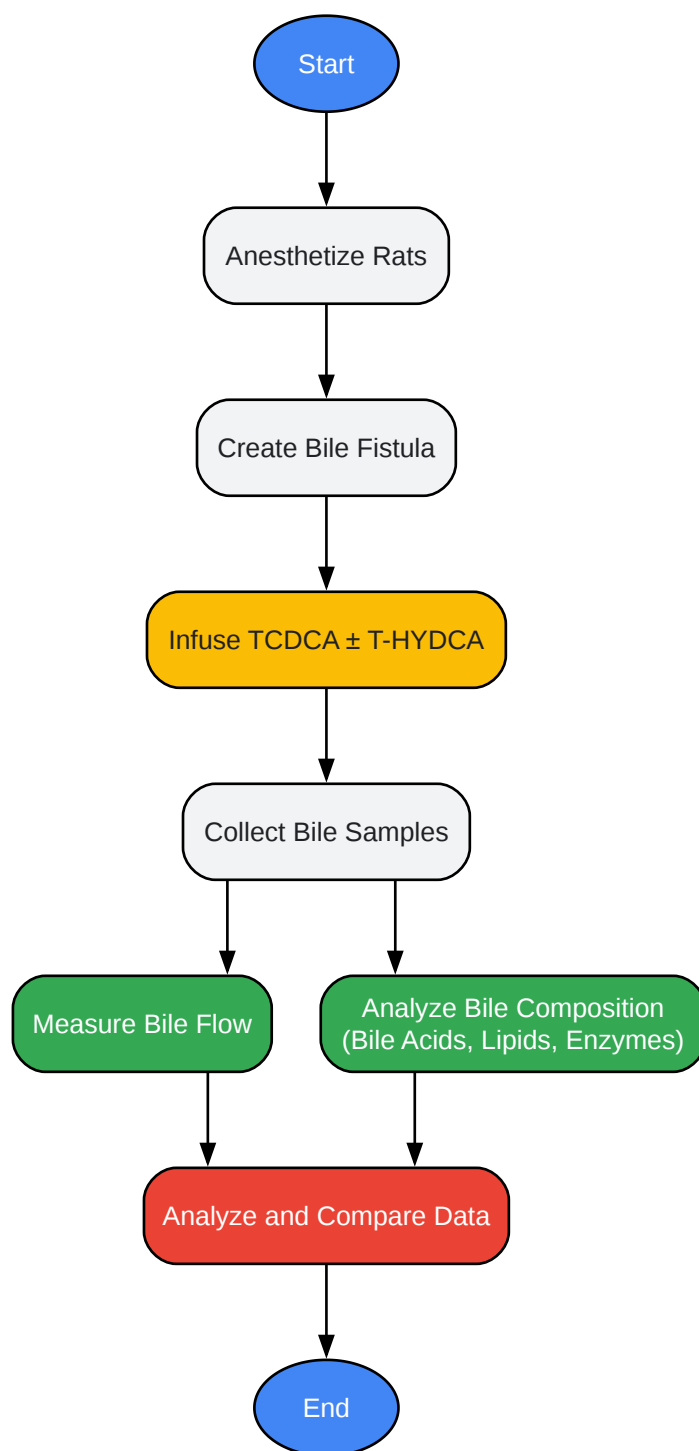 Start
Anesthetize Rats
Create Bile Fistula
Infuse TCDCA ± T-HYDCA
Collect Bile Samples
Measure Bile Flow
Analyze Bile Composition
(Bile Acids, Lipids, Enzymes)
Analyze and Compare Data
End